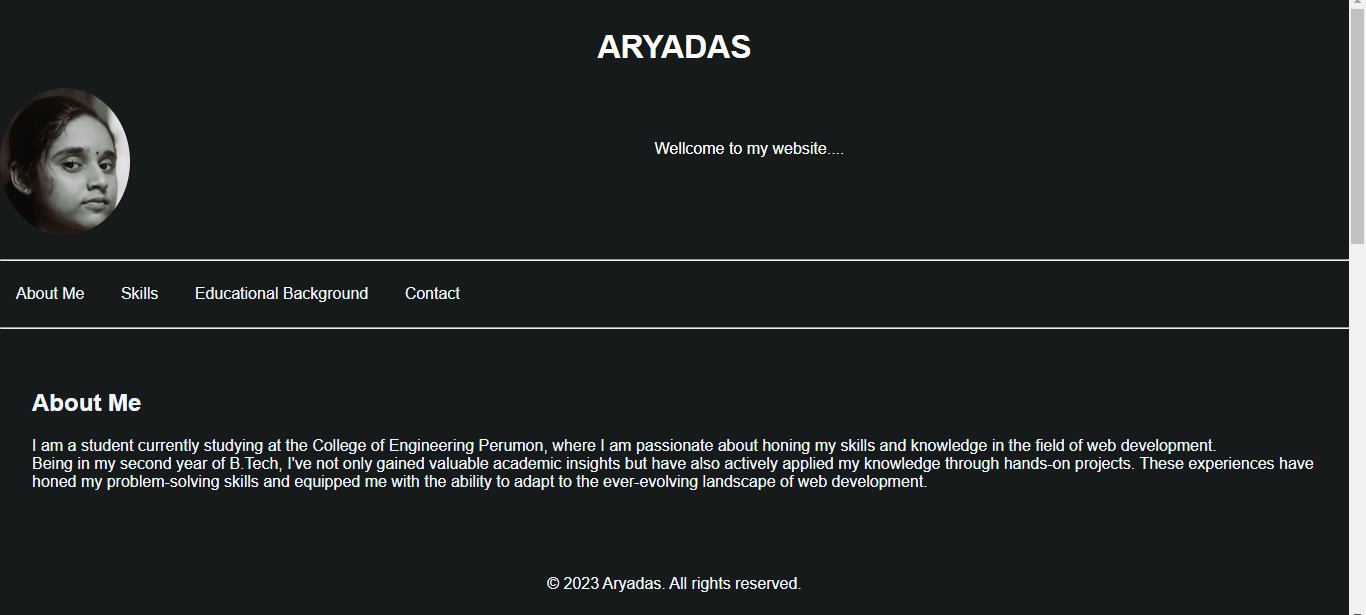 ARYADAS
Wellcome to my website....
About Me Skills Educational Background Contact
About Me
I am a student currently studying at the College of Engineering Perumon, where I am passionate about honing my skills and knowledge in the field of web development.
Being in my second year of B.Tech, I've not only gained valuable academic insights but have also actively applied my knowledge through hands-on projects. These experiences have
honed my problem-solving skills and equipped me with the ability to adapt to the ever-evolving landscape of web development.
© 2023 Aryadas. All rights reserved.